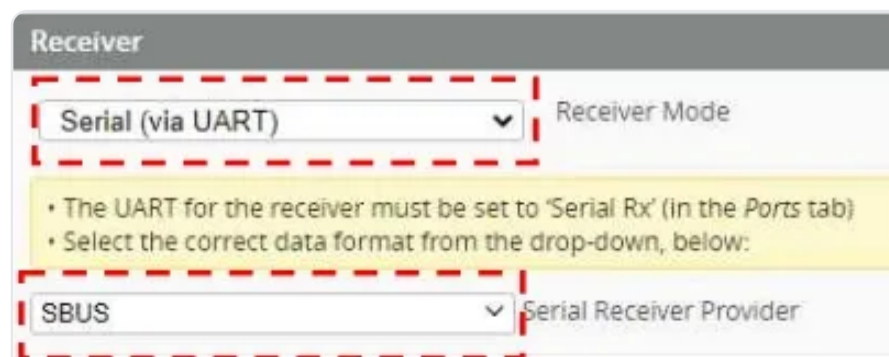 Receiver
Serial (via UART) Receiver Mode
• The UART for the receiver must be set to 'Serial Rx' (in the Ports tab)
• Select the correct data format from the drop-down, below:
SBUS Serial Receiver Provider